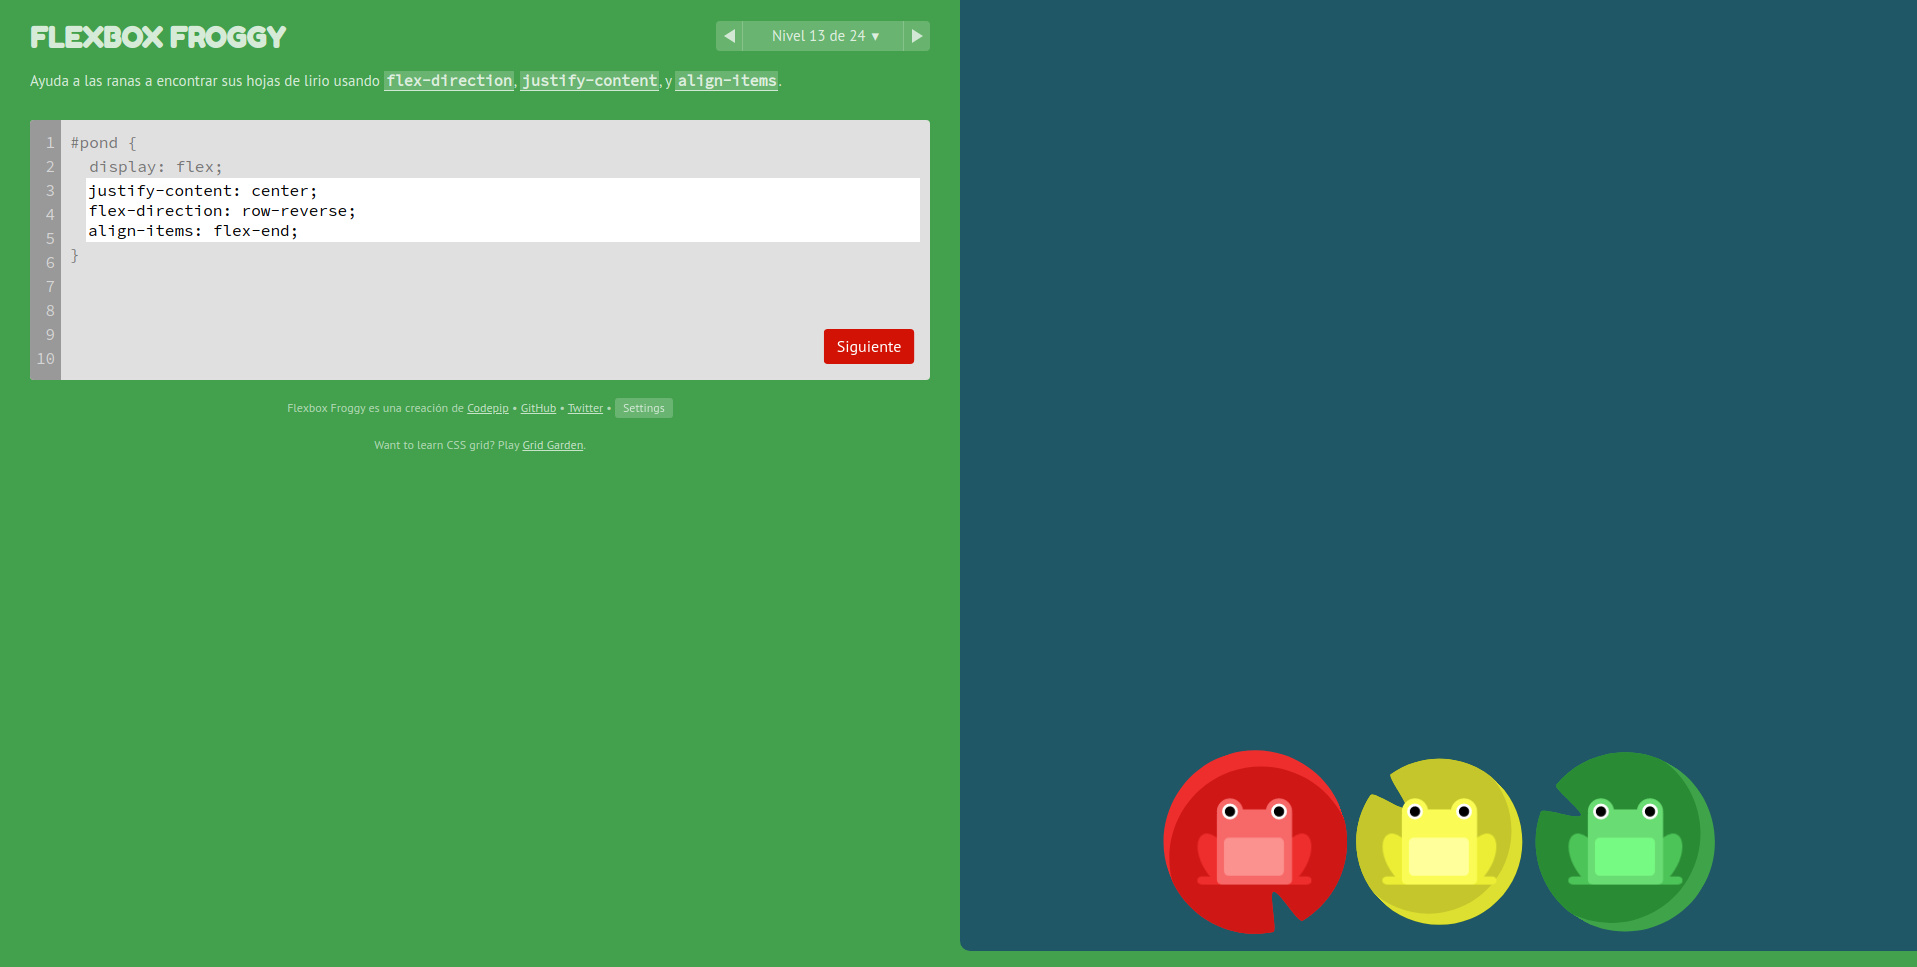 FLEXBOX FROGGY
◀ Nivel 13 de 24 ▼ ▶
Ayuda a las ranas a encontrar sus hojas de lirio usando flex-direction, justify-content, y align-items.
1 #pond {
2 display: flex;
3 justify-content: center;
4 flex-direction: row-reverse;
5 align-items: flex-end;
6 }
7
8
9
10
Siguiente
Flexbox Froggy es una creación de Codepip • GitHub • Twitter • Settings
Want to learn CSS grid? Play Grid Garden.